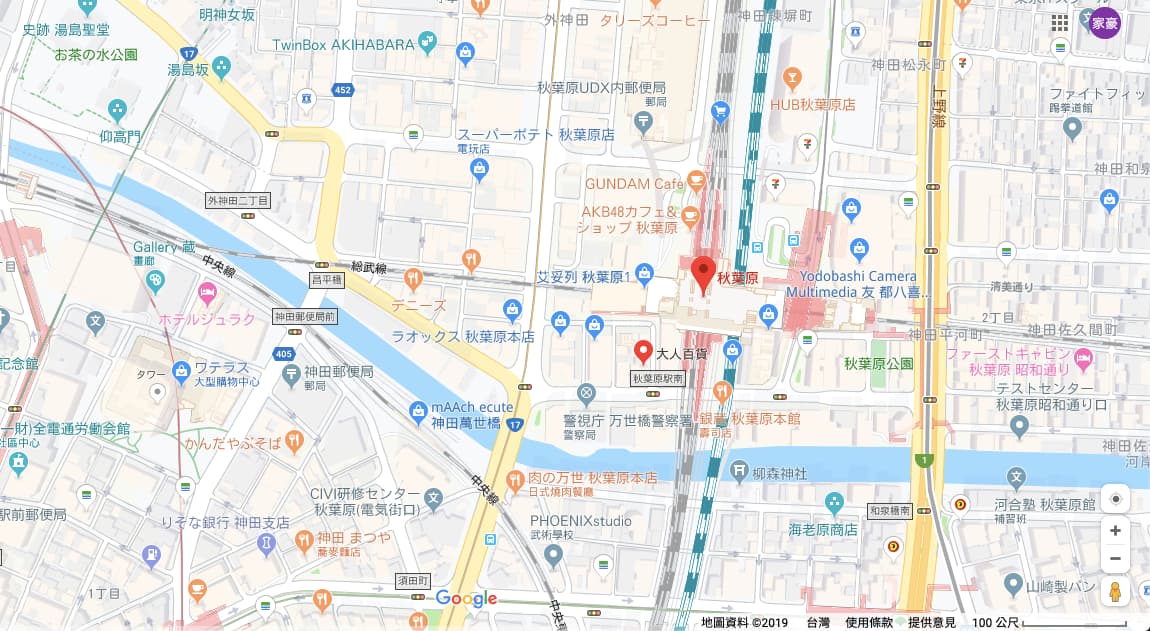 史跡 湯島聖堂
明神女坂
外神田
タリーズコーヒー
神田練塀町
家豪
お茶の水公園
17
湯島坂
TwinBox AKIHABARA
神田松永町
上野線
452
秋葉原UDX内郵便局
郵局
HUB秋葉原店
ファイトフィッ
踢拳道館
仰高門
スーパーポテト 秋葉原店
電玩店
神田和泉
GUNDAM Cafe
外神田二丁目
AKB48カフェ&
ショップ 秋葉原
Gallery 蔵
畫廊
中央線
総武線
昌平橋
艾妥列 秋葉原1
秋葉原
Yodobashi Camera
Multimedia 友 都八喜...
清美通り
デニーズ
ホテルジュラク
神田郵便局前
ラオックス 秋葉原本店
2丁目
神田佐久間町
神田平河町
記念館
405
タワー
ワテラス
大型購物中心
神田郵便局
郵局
大人百貨
秋葉原駅南
秋葉原公園
ファーストキャビン
秋葉原 昭和通り
テストセンター
秋葉原昭和通り口
mAAch ecute
神田萬世橋
17
警視庁 万世橋警察署
警察局
銀蔵 秋葉原本館
壽司店
一財)全電通労働会館
社區中心
かんだやぶそば
1
神田佐
河岸
中央線
肉の万世 秋葉原本店
日式燒肉餐廳
柳森神社
CIVI研修センター
秋葉原(電気街口)
河合塾 秋葉原館
補習班
駅前郵便局
りそな銀行 神田支店
PHOENIXstudio
武術學校
海老原商店
和泉橋南
神田 まつや
蕎麥麵店
須田町
1丁目
山崎製パン
Google
中央線
地圖資料 ©2019
台灣
使用條款
提供意見
100 公尺